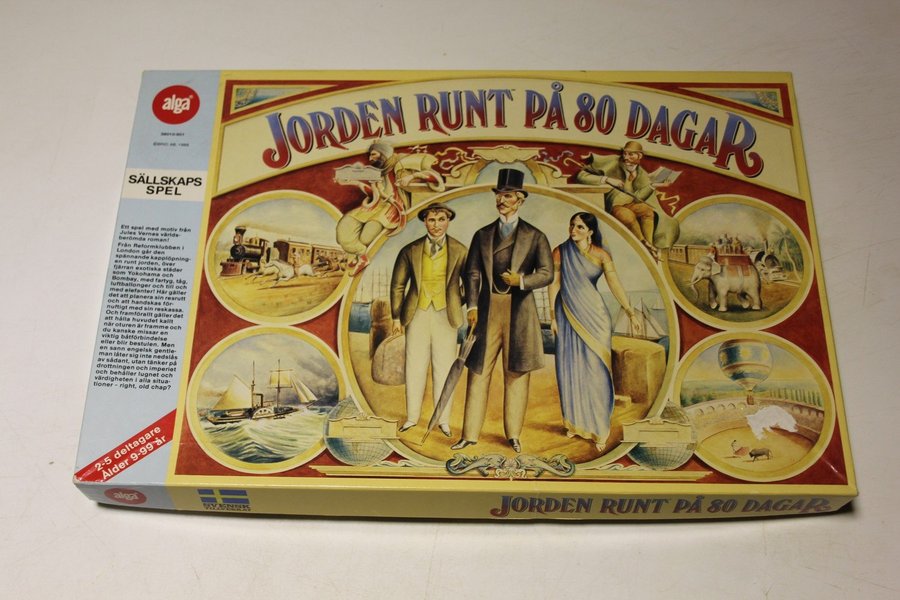 alga
JORDEN RUNT PÅ 80 DAGAR
SÄLLSKAPS
SPEL
Ett spel med motiv från
Jules Vernes världs-
berömda roman!
Från Reformklubben i
London går den
spännande kapplöpning-
en runt jorden, över
fjärran exotiska städer
som Yokohama och
Bombay, med fartyg, tåg,
luftballonger och till och
med elefanter! Här gäller
det att planera sin resrutt
och att handskas för-
nuftigt med sin reskassa.
Och framförallt gäller det
att hålla huvudet kallt
när oturen är framme och
du kanske missar en
viktig båtförbindelse
eller blir bestulen. Men
en sann engelsk gentle-
man låter sig inte nedslås
av sådant, utan tänker på
drottningen och imperiet
och behåller lugnet och
värdigheten i alla situa-
tioner - right, old chap?
2-5 deltagare
Ålder 9-99 år
alga
SVENSK
JORDEN RUNT PÅ 80 DAGAR